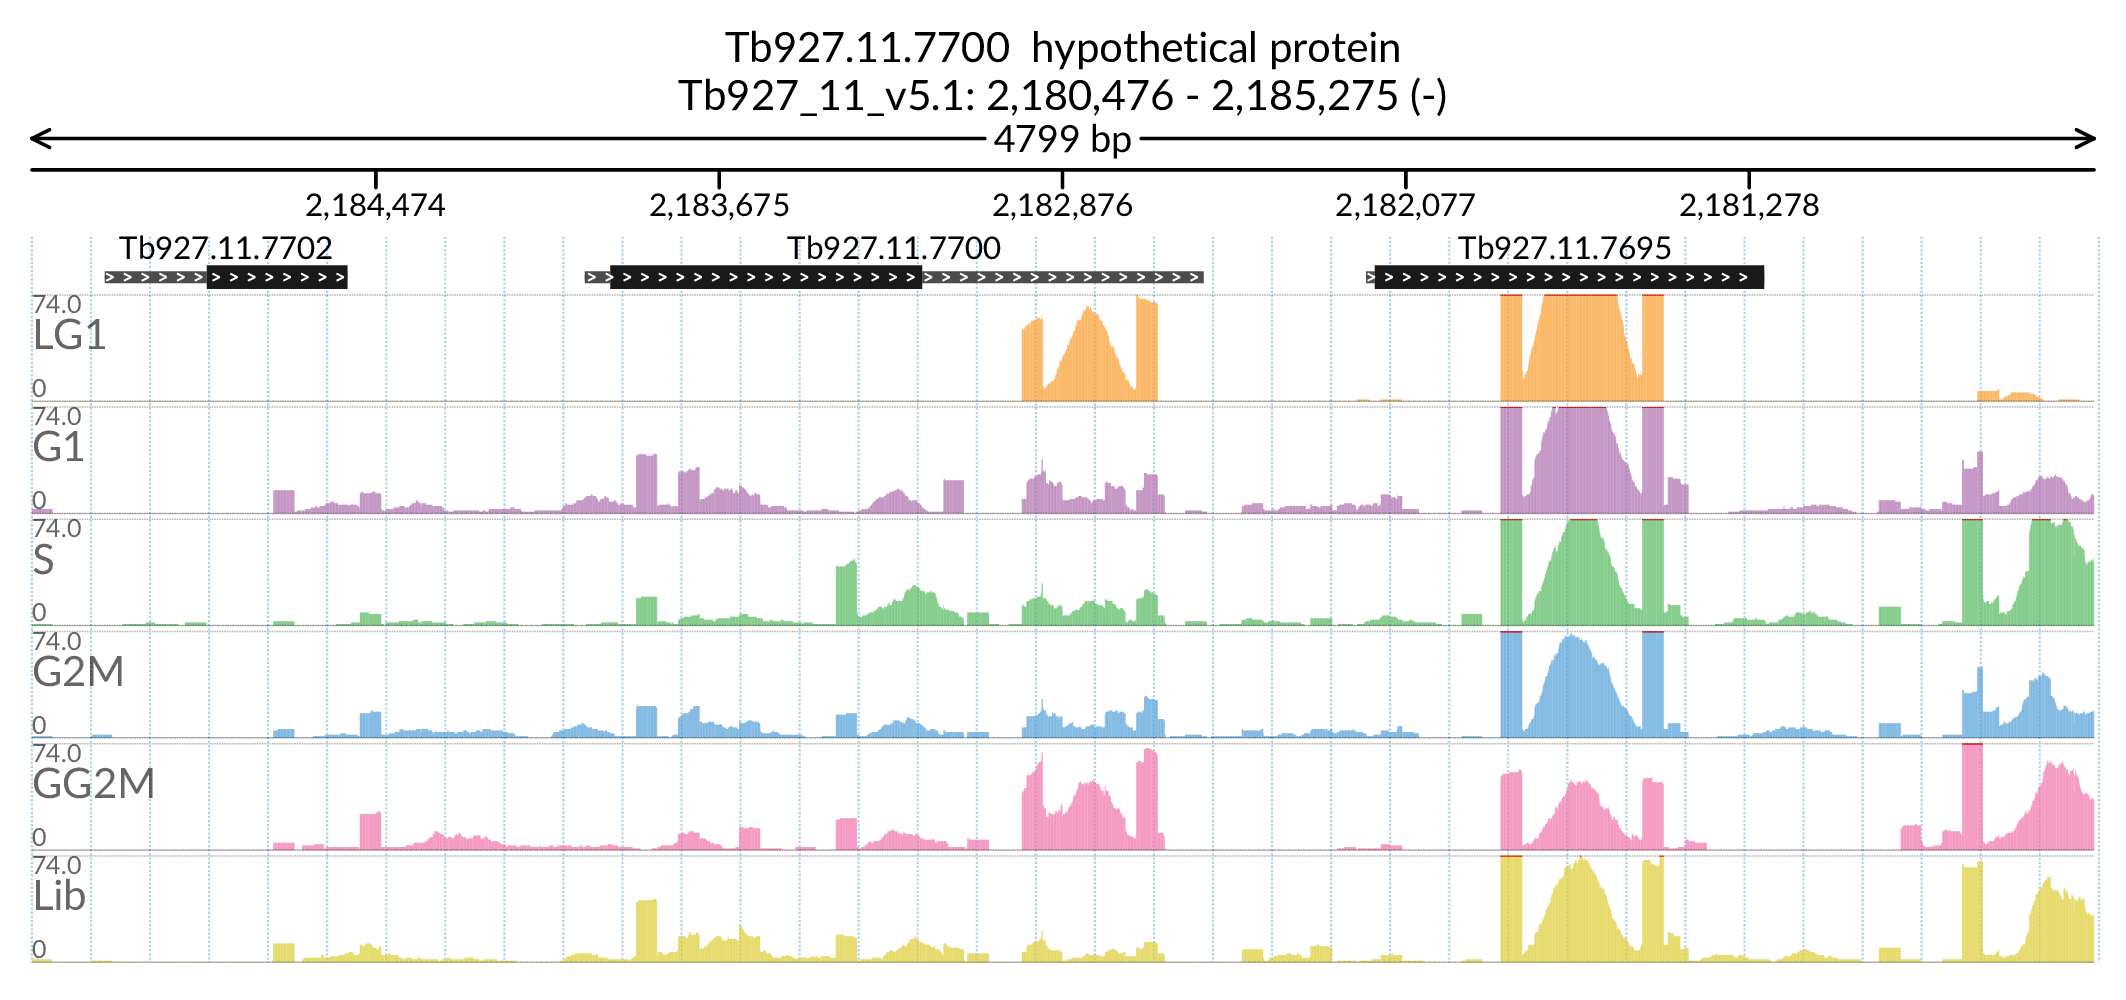 Tb927.11.7700  hypothetical protein
Tb927_11_v5.1: 2,180,476 - 2,185,275 (-)
4799 bp
2,184,474 2,183,675 2,182,876 2,182,077 2,181,278
Tb927.11.7702 Tb927.11.7700 Tb927.11.7695
74.0
LG1
0
74.0
G1
0
74.0
S
0
74.0
G2M
0
74.0
GG2M
0
74.0
Lib
0